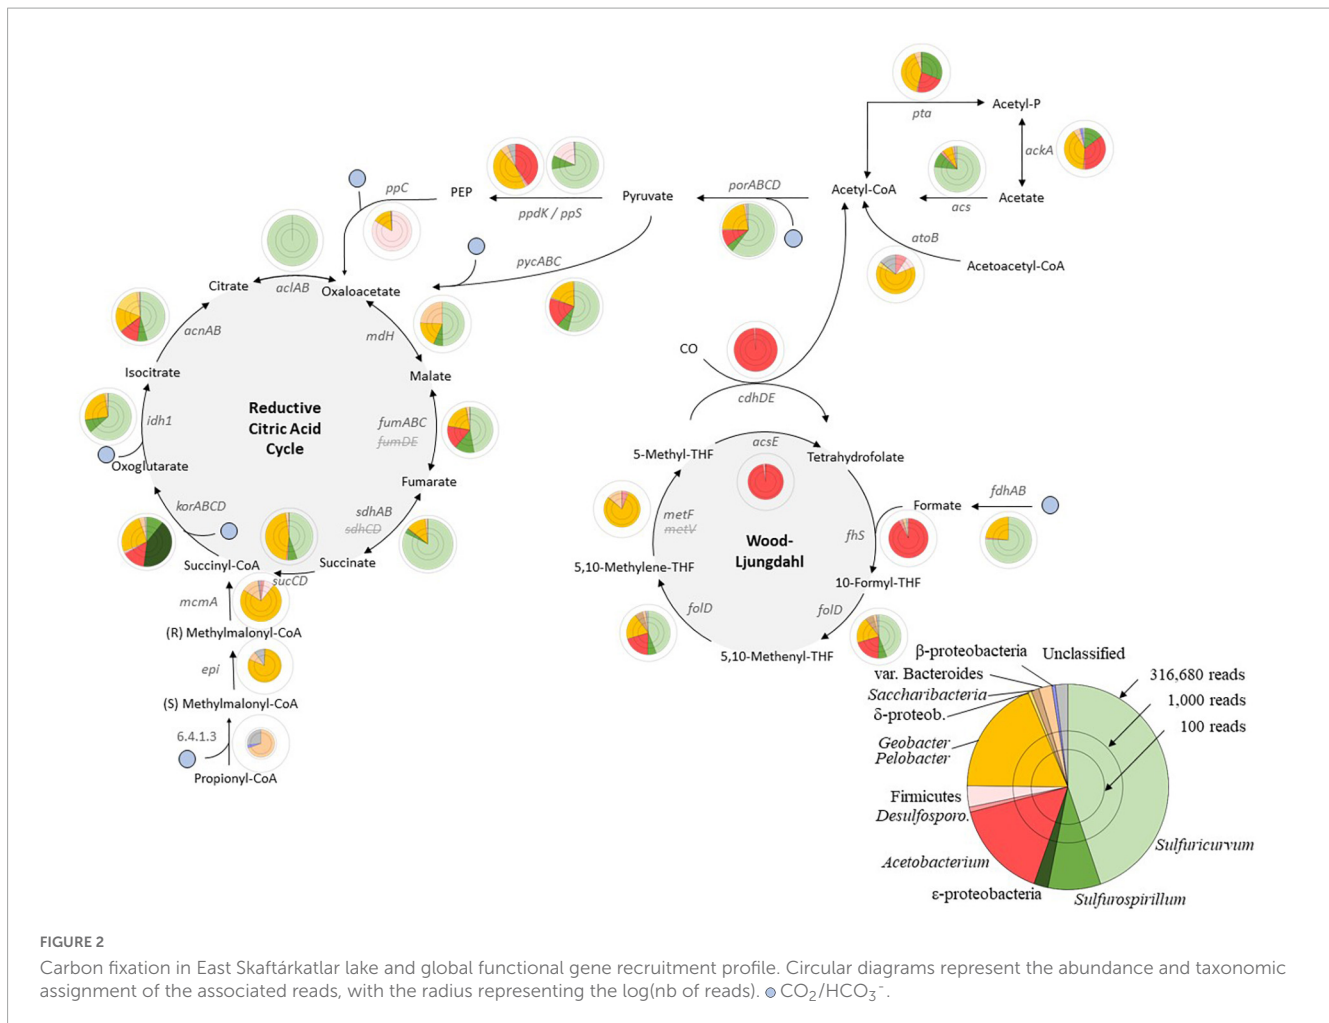 pta
Acetyl-P
ackA
Acetyl-CoA
acs
Acetate
atoB
Acetoacetyl-CoA
porABCD
Pyruvate
ppdK / ppS
PEP
ppC
pycABC
Citrate
aclAB
Oxaloacetate
acnAB
mdH
Isocitrate
Malate
idh1
Reductive
Citric Acid
Cycle
fumABC
fumDE
Oxoglutarate
Fumarate
korABCD
sdhAB
sdhCD
Succinyl-CoA
sucCD
Succinate
mcmA
(R) Methylmalonyl-CoA
epi
(S) Methylmalonyl-CoA
6.4.1.3
Propionyl-CoA
CO
cdhDE
5-Methyl-THF
acsE
Tetrahydrofolate
metF
metV
Wood-
Ljungdahl
fhS
Formate
fdhAB
5,10-Methylene-THF
10-Formyl-THF
folD
folD
5,10-Methenyl-THF
β-proteobacteria
Unclassified
var. Bacteroides
Saccharibacteria
δ-proteob.
316,680 reads
1,000 reads
100 reads
Geobacter
Pelobacter
Firmicutes
Desulfosporo.
Acetobacterium
ε-proteobacteria
Sulfurospirillum
Sulfuricurvum
FIGURE 2
Carbon fixation in East Skaftárkatlar lake and global functional gene recruitment profile. Circular diagrams represent the abundance and taxonomic
assignment of the associated reads, with the radius representing the log(nb of reads). CO₂/HCO₃⁻.